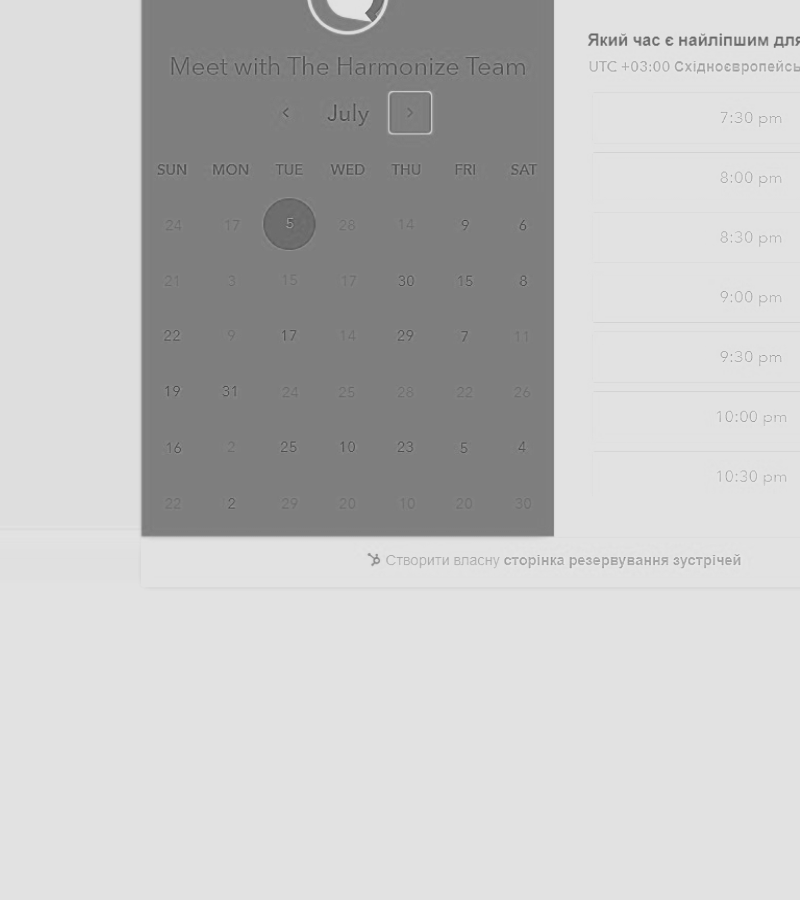 Meet with The Harmonize Team
July
SUN MON TUE WED THU FRI SAT
24 17 5 28 14 9 6
21 3 15 17 30 15 8
22 9 17 14 29 7 11
19 31 24 25 28 22 26
16 2 25 10 23 5 4
22 2 29 20 10 20 30
Який час є найліпшим для
UTC +03:00 Східноєвропейсь
7:30 pm
8:00 pm
8:30 pm
9:00 pm
9:30 pm
10:00 pm
10:30 pm
Створити власну сторінка резервування зустрічей